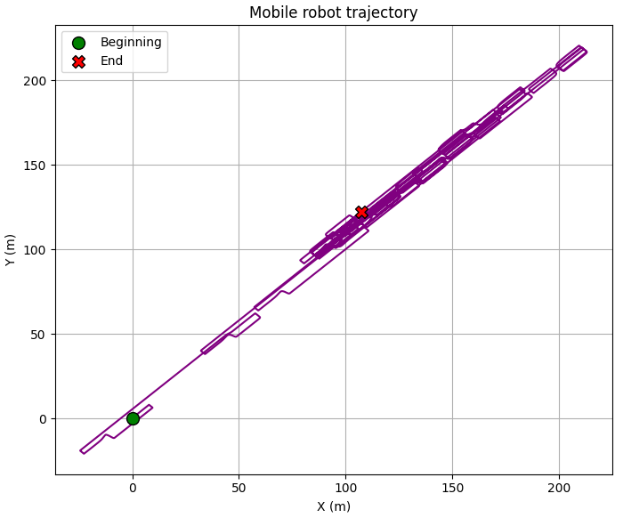 Mobile robot trajectory
Beginning
End
200
150
100
50
0
0 50 100 150 200
Y (m)
X (m)